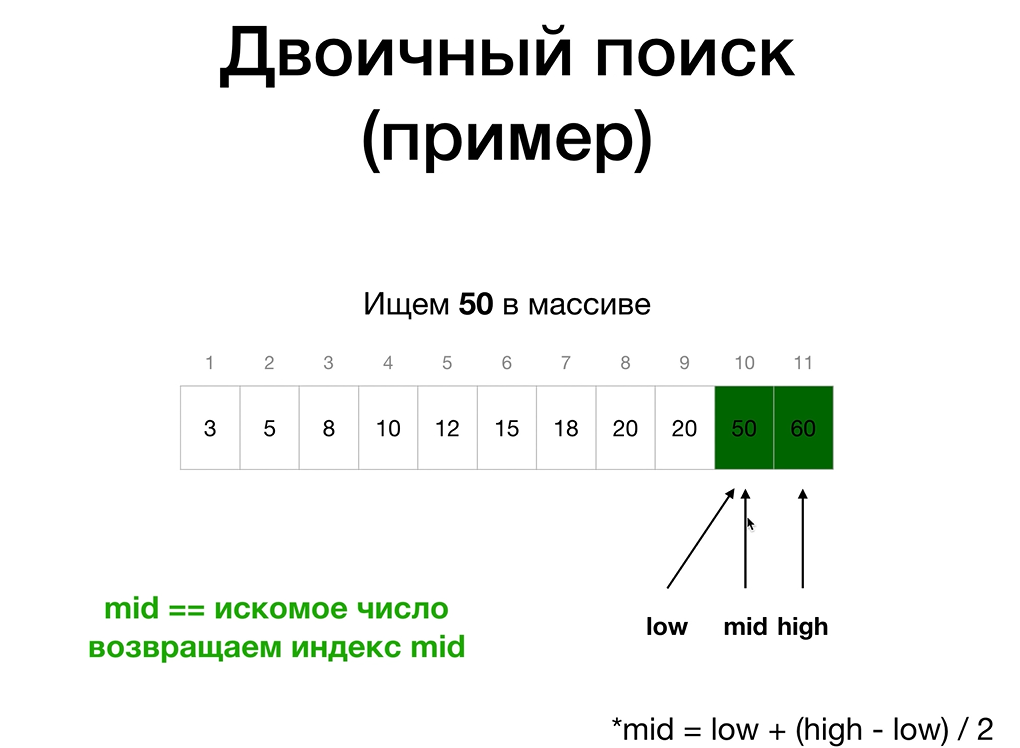 Двоичный поиск
(пример)
Ищем 50 в массиве
1 2 3 4 5 6 7 8 9 10 11
3 5 8 10 12 15 18 20 20 50 60
low mid high
mid == искомое число
возвращаем индекс mid
*mid = low + (high - low) / 2